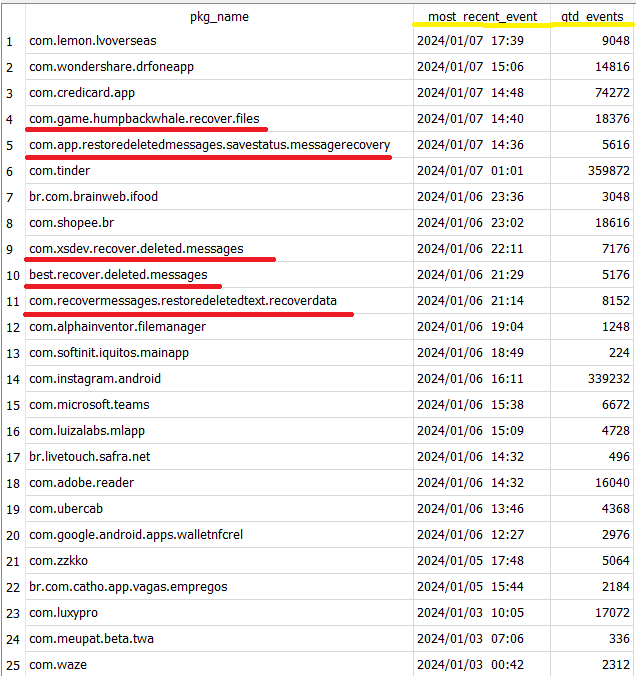 pkg_name most_recent_event qtd_events
1 com.lemon.lvoverseas 2024/01/07 17:39 9048
2 com.wondershare.drfoneapp 2024/01/07 15:06 14816
3 com.credicard.app 2024/01/07 14:48 74272
4 com.game.humpbackwhale.recover.files 2024/01/07 14:40 18376
5 com.app.restoredeletedmessages.savestatus.messagerecovery 2024/01/07 14:36 5616
6 com.tinder 2024/01/07 01:01 359872
7 br.com.brainweb.ifood 2024/01/06 23:36 3048
8 com.shopee.br 2024/01/06 23:02 18616
9 com.xsdev.recover.deleted.messages 2024/01/06 22:11 7176
10 best.recover.deleted.messages 2024/01/06 21:29 5176
11 com.recovermessages.restoredeletedtext.recoverdata 2024/01/06 21:14 8152
12 com.alphainventor.filemanager 2024/01/06 19:04 1248
13 com.softinit.iquitos.mainapp 2024/01/06 18:49 224
14 com.instagram.android 2024/01/06 16:11 339232
15 com.microsoft.teams 2024/01/06 15:38 6672
16 com.luizalabs.mlapp 2024/01/06 15:09 4728
17 br.livetouch.safra.net 2024/01/06 14:32 496
18 com.adobe.reader 2024/01/06 14:32 16040
19 com.ubercab 2024/01/06 13:46 4368
20 com.google.android.apps.walletnfcrel 2024/01/06 12:27 2976
21 com.zzkko 2024/01/05 17:48 5064
22 br.com.catho.app.vagas.empregos 2024/01/05 15:44 2184
23 com.luxypro 2024/01/03 10:05 17072
24 com.meupat.beta.twa 2024/01/03 07:06 336
25 com.waze 2024/01/03 00:42 2312